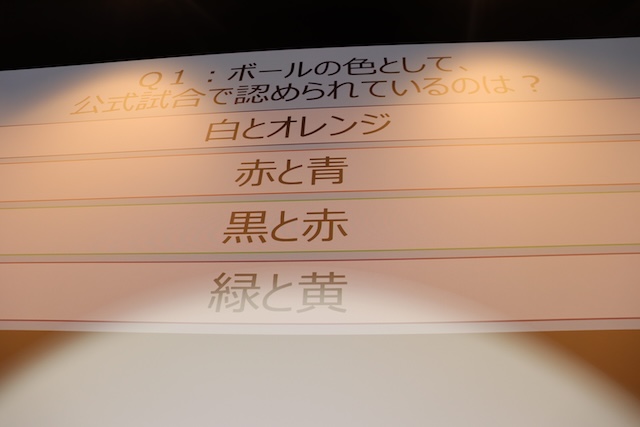 Q1：ボールの色として、
公式試合で認められているのは？
白とオレンジ
赤と青
黒と赤
緑と黄